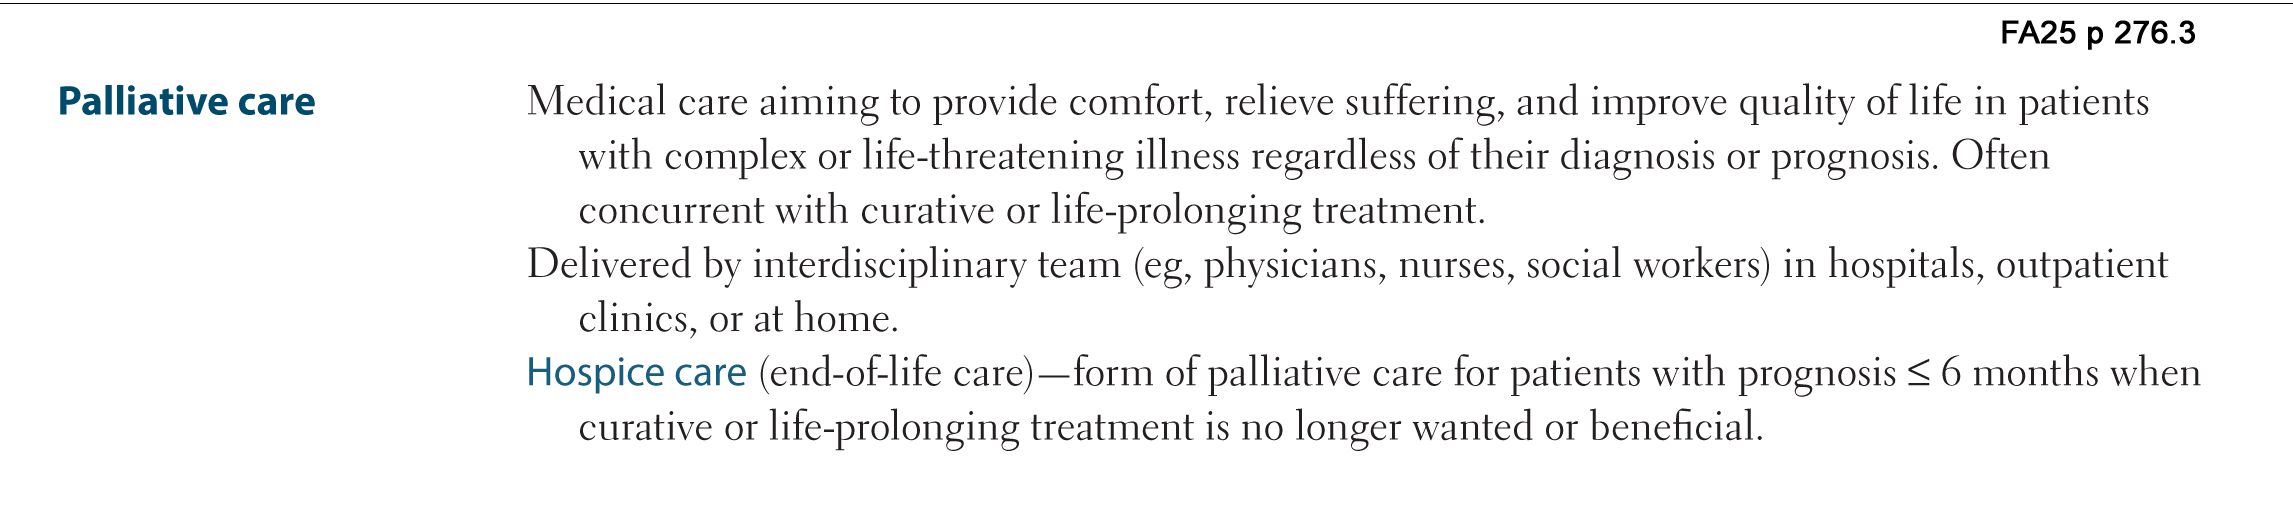 FA25 p 276.3
Palliative care
Medical care aiming to provide comfort, relieve suffering, and improve quality of life in patients
with complex or life-threatening illness regardless of their diagnosis or prognosis. Often
concurrent with curative or life-prolonging treatment.
Delivered by interdisciplinary team (eg, physicians, nurses, social workers) in hospitals, outpatient
clinics, or at home.
Hospice care (end-of-life care)—form of palliative care for patients with prognosis ≤ 6 months when
curative or life-prolonging treatment is no longer wanted or beneficial.